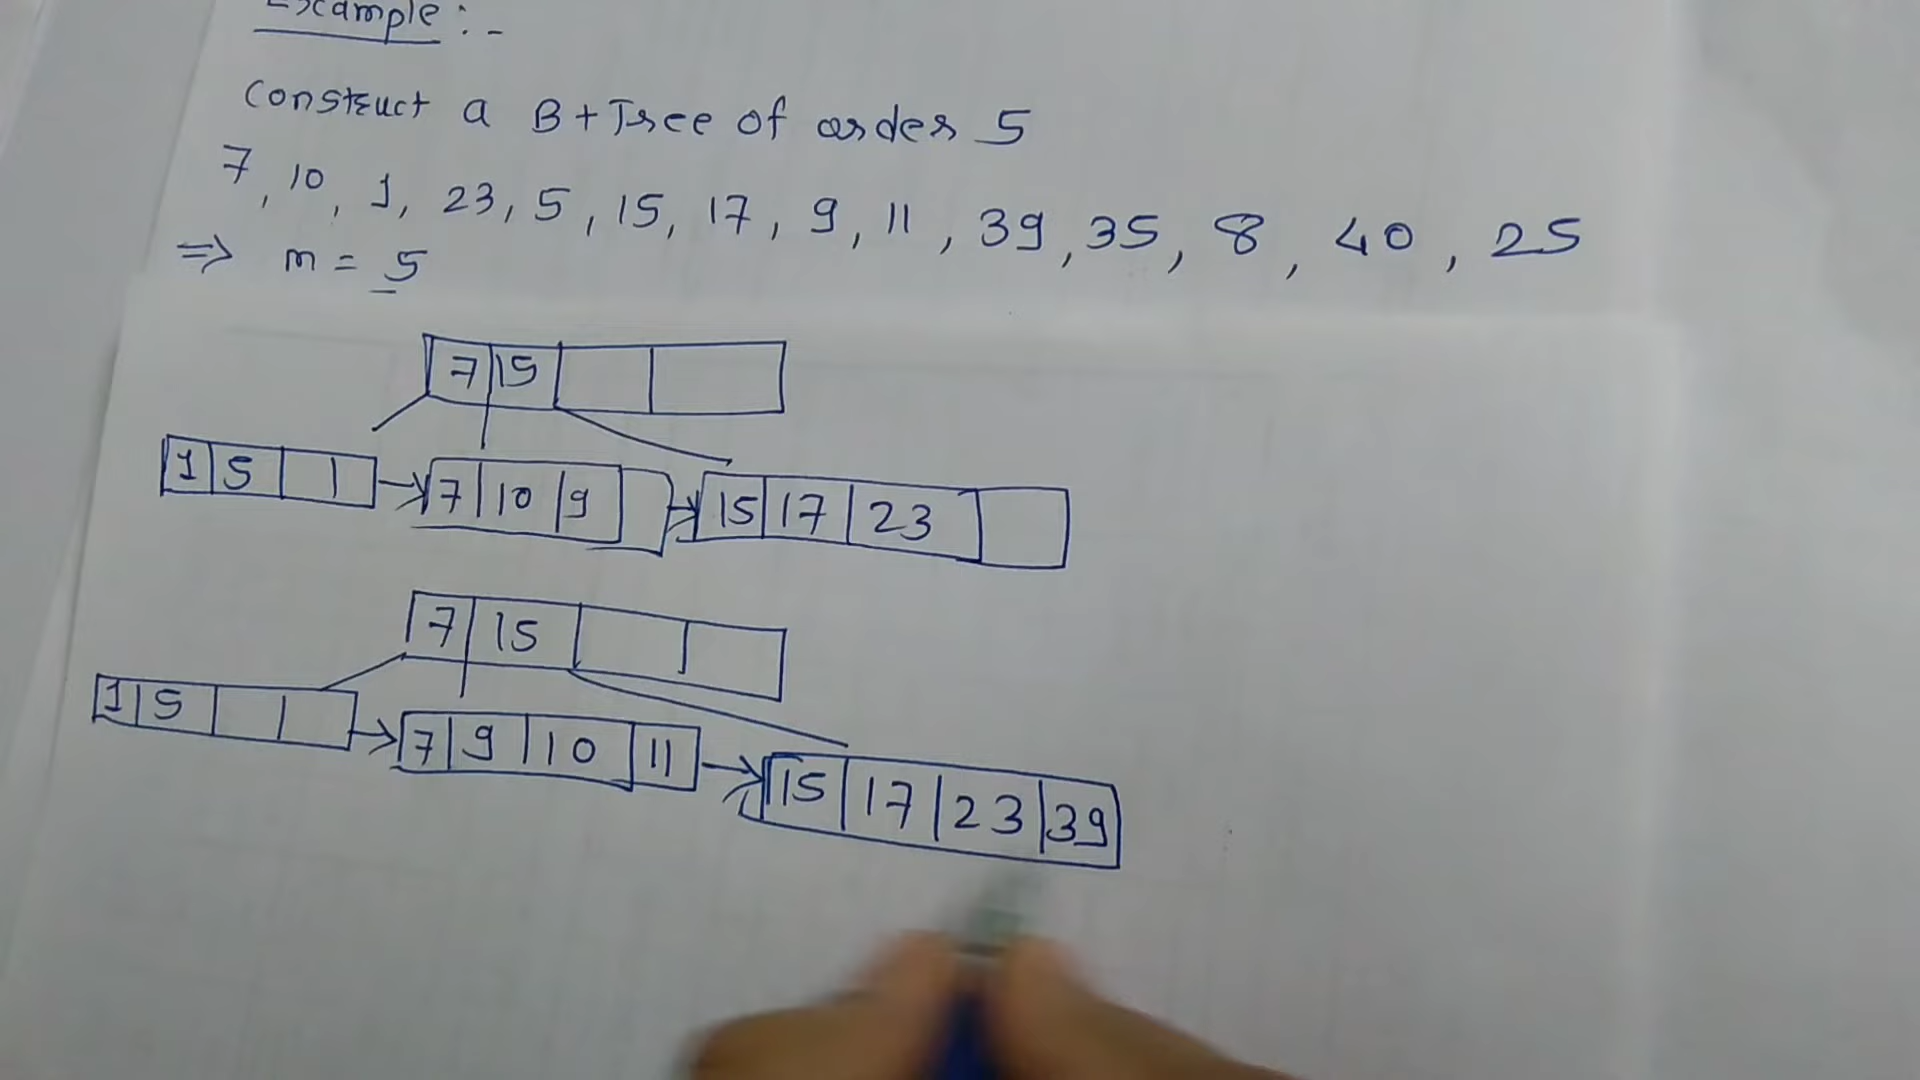 Example :-
Construct a B+Tree of order 5
7, 10, 1, 23, 5, 15, 17, 9, 11, 39, 35, 8, 40, 25
⇒ m = 5
7 15
1 5 → 7 10 9 → 15 17 23
7 15
1 5 → 7 9 10 11 → 15 17 23 39